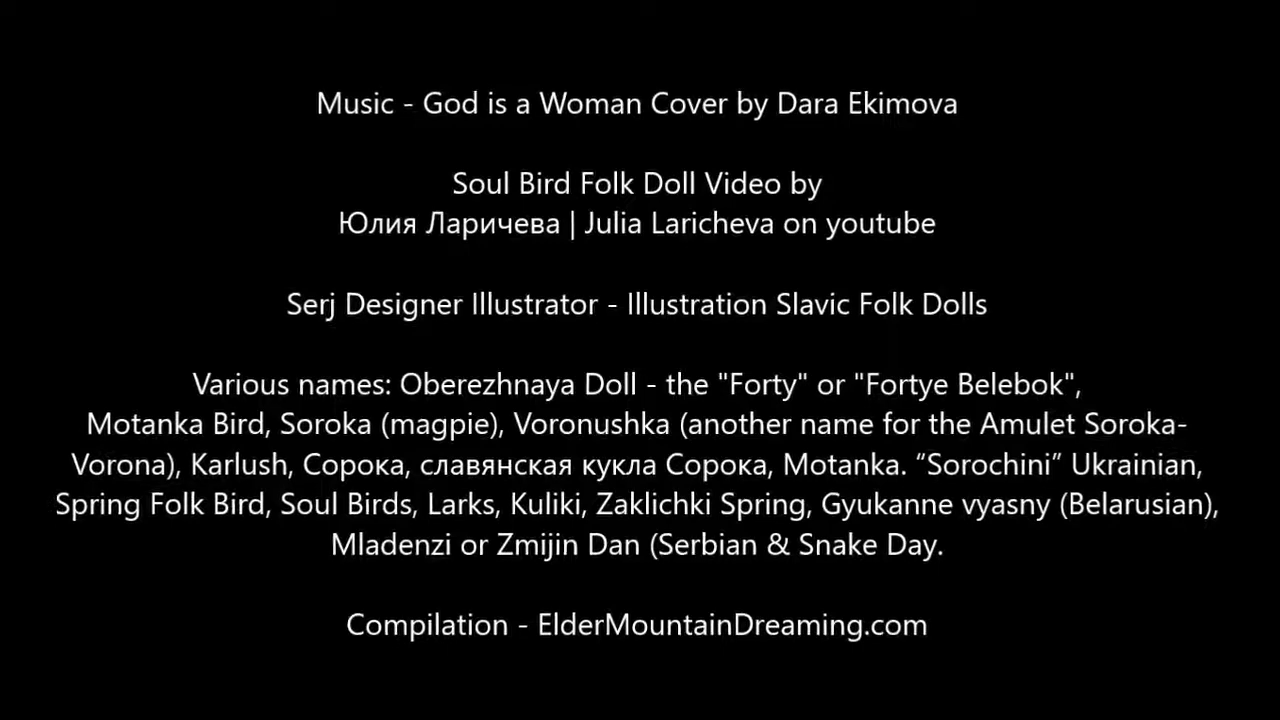 Music - God is a Woman Cover by Dara Ekimova
Soul Bird Folk Doll Video by
Юлия Ларичева | Julia Laricheva on youtube
Serj Designer Illustrator - Illustration Slavic Folk Dolls
Various names: Oberezhnaya Doll - the "Forty" or "Fortye Belebok",
Motanka Bird, Soroka (magpie), Voronushka (another name for the Amulet Soroka-
Vorona), Karlush, Сорока, славянская кукла Сорока, Motanka. “Sorochini” Ukrainian,
Spring Folk Bird, Soul Birds, Larks, Kuliki, Zaklichki Spring, Gyukanne vyasny (Belarusian),
Mladenzi or Zmijin Dan (Serbian & Snake Day.
Compilation - ElderMountainDreaming.com